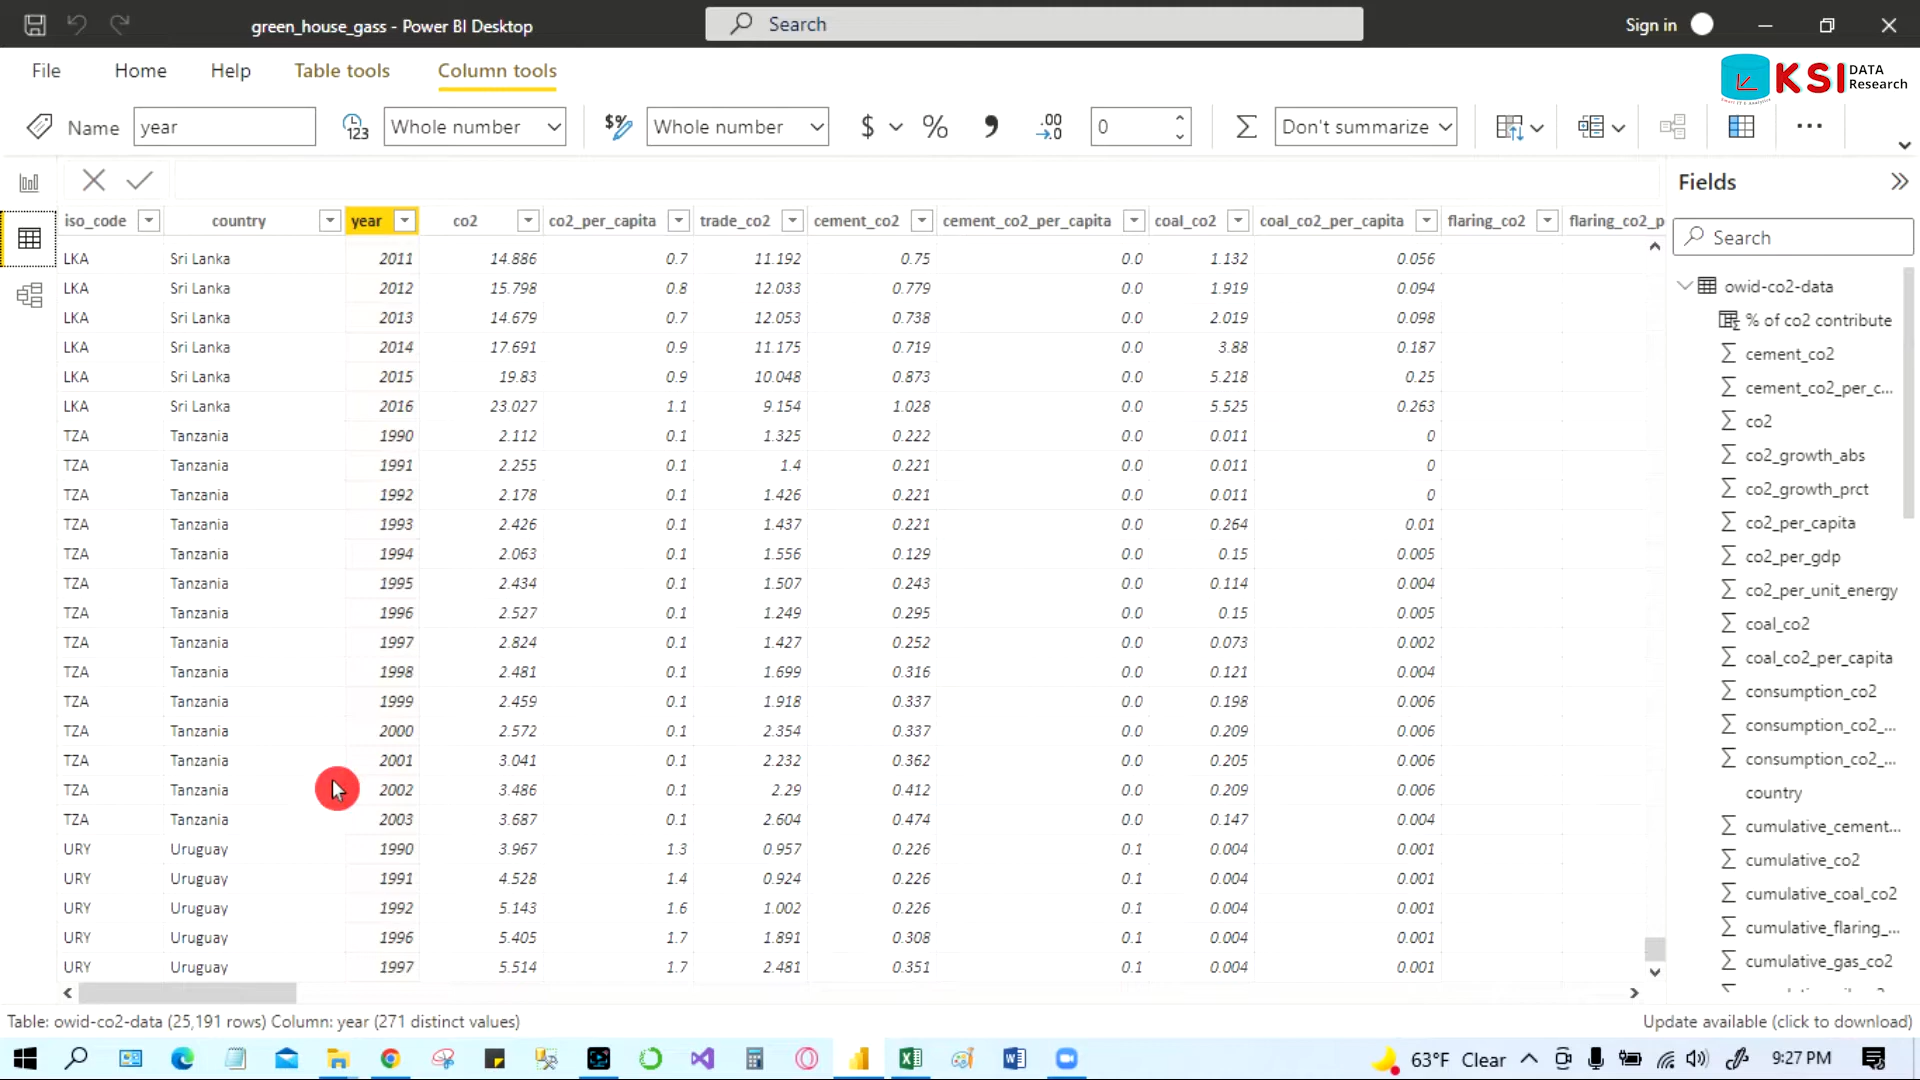 green_house_gass - Power BI Desktop
Search
Sign in
File Home Help Table tools Column tools
KSI DATA Research
Name year Whole number Whole number $ % 0 Don't summarize
iso_code country year co2 co2_per_capita trade_co2 cement_co2 cement_co2_per_capita coal_co2 coal_co2_per_capita flaring_co2 flaring_co2_p
LKA Sri Lanka 2011 14.886 0.7 11.192 0.75 0.0 1.132 0.056
LKA Sri Lanka 2012 15.798 0.8 12.033 0.779 0.0 1.919 0.094
LKA Sri Lanka 2013 14.679 0.7 12.053 0.738 0.0 2.019 0.098
LKA Sri Lanka 2014 17.691 0.9 11.175 0.719 0.0 3.88 0.187
LKA Sri Lanka 2015 19.83 0.9 10.048 0.873 0.0 5.218 0.25
LKA Sri Lanka 2016 23.027 1.1 9.154 1.028 0.0 5.525 0.263
TZA Tanzania 1990 2.112 0.1 1.325 0.222 0.0 0.011 0
TZA Tanzania 1991 2.255 0.1 1.4 0.221 0.0 0.011 0
TZA Tanzania 1992 2.178 0.1 1.426 0.221 0.0 0.011 0
TZA Tanzania 1993 2.426 0.1 1.437 0.221 0.0 0.264 0.01
TZA Tanzania 1994 2.063 0.1 1.556 0.129 0.0 0.15 0.005
TZA Tanzania 1995 2.434 0.1 1.507 0.243 0.0 0.114 0.004
TZA Tanzania 1996 2.527 0.1 1.249 0.295 0.0 0.15 0.005
TZA Tanzania 1997 2.824 0.1 1.427 0.252 0.0 0.073 0.002
TZA Tanzania 1998 2.481 0.1 1.699 0.316 0.0 0.121 0.004
TZA Tanzania 1999 2.459 0.1 1.918 0.337 0.0 0.198 0.006
TZA Tanzania 2000 2.572 0.1 2.354 0.337 0.0 0.209 0.006
TZA Tanzania 2001 3.041 0.1 2.232 0.362 0.0 0.205 0.006
TZA Tanzania 2002 3.486 0.1 2.29 0.412 0.0 0.209 0.006
TZA Tanzania 2003 3.687 0.1 2.604 0.474 0.0 0.147 0.004
URY Uruguay 1990 3.967 1.3 0.957 0.226 0.1 0.004 0.001
URY Uruguay 1991 4.528 1.4 0.924 0.226 0.1 0.004 0.001
URY Uruguay 1992 5.143 1.6 1.002 0.226 0.1 0.004 0.001
URY Uruguay 1996 5.405 1.7 1.891 0.308 0.1 0.004 0.001
URY Uruguay 1997 5.514 1.7 2.481 0.351 0.1 0.004 0.001
Fields
Search
owid-co2-data
% of co2 contribute
cement_co2
cement_co2_per_c...
co2
co2_growth_abs
co2_growth_prct
co2_per_capita
co2_per_gdp
co2_per_unit_energy
coal_co2
coal_co2_per_capita
consumption_co2
consumption_co2_...
consumption_co2_...
country
cumulative_cement...
cumulative_co2
cumulative_coal_co2
cumulative_flaring_...
cumulative_gas_co2
Table: owid-co2-data (25,191 rows) Column: year (271 distinct values)
Update available (click to download)
63°F Clear 9:27 PM